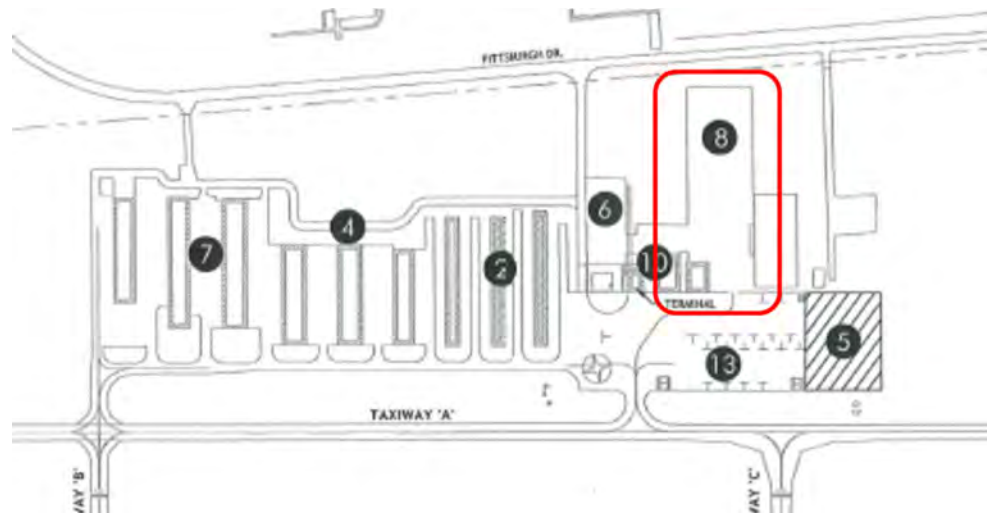 PITTSBURGH DR.
8
6
4
7
2
10
TERMINAL
5
13
TAXIWAY 'A'
WAY 'B'
WAY 'C'